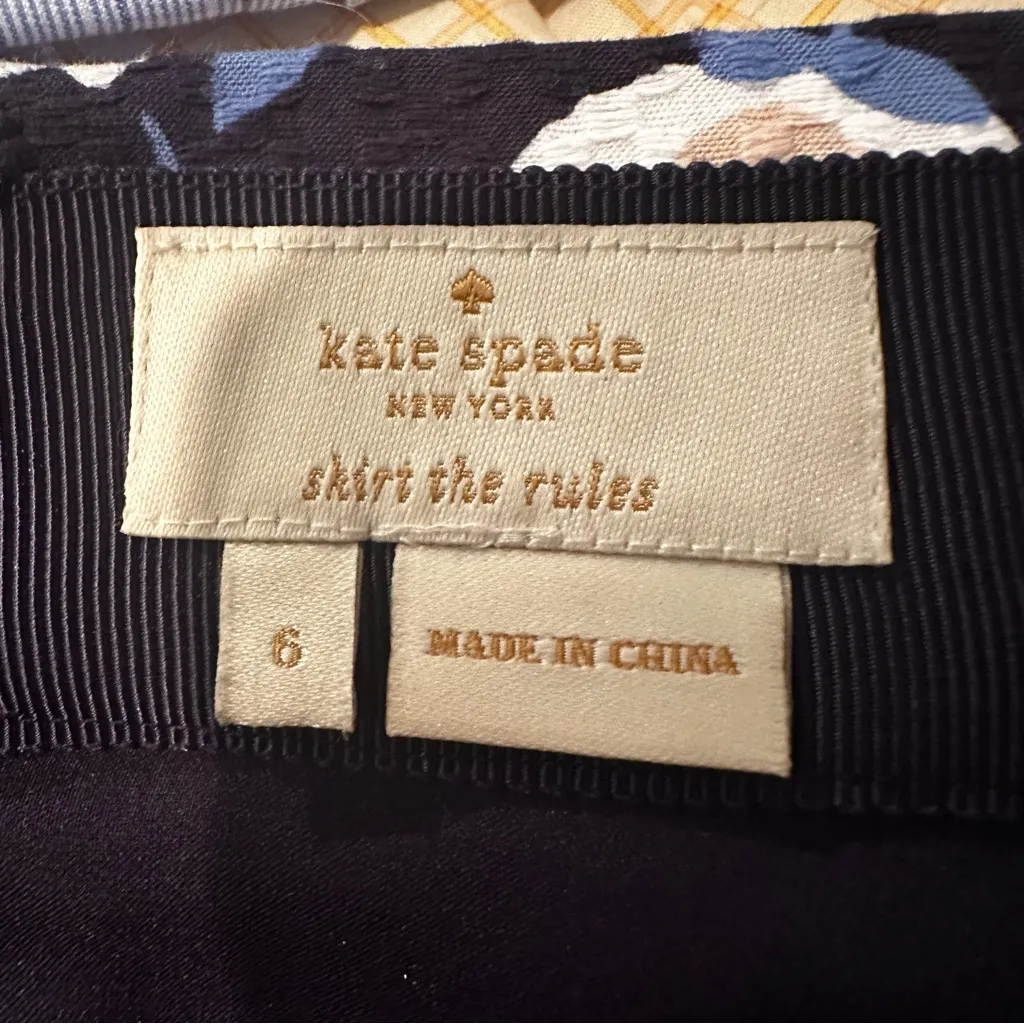 kate spade
NEW YORK
skirt the rules
6
MADE IN CHINA